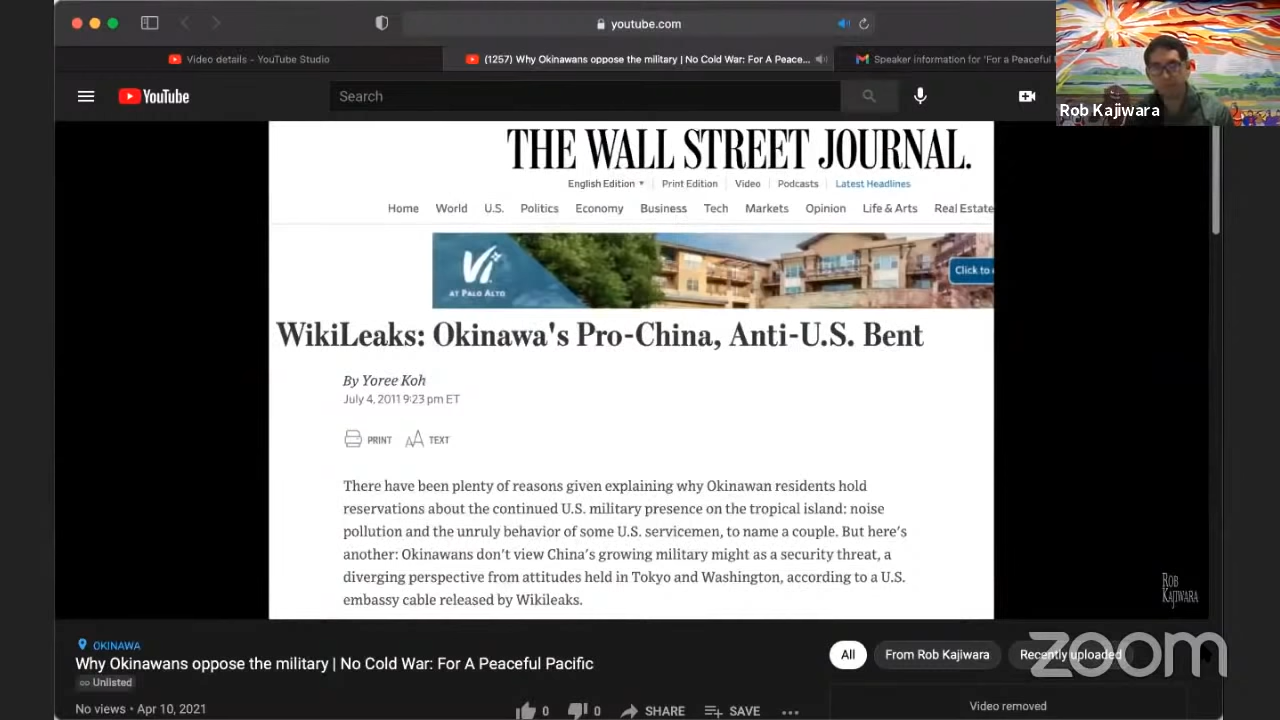 youtube.com
Video details - YouTube Studio
(1257) Why Okinawans oppose the military | No Cold War: For A Peace...
Speaker information for 'For a Peaceful
YouTube
Search
Rob Kajiwara
THE WALL STREET JOURNAL.
English Edition
Print Edition
Video
Podcasts
Latest Headlines
Home
World
U.S.
Politics
Economy
Business
Tech
Markets
Opinion
Life & Arts
Real Estate
Vi
AT PALO ALTO
Click to
WikiLeaks: Okinawa's Pro-China, Anti-U.S. Bent
By Yoree Koh
July 4, 2011 9:23 pm ET
PRINT
AA TEXT
There have been plenty of reasons given explaining why Okinawan residents hold
reservations about the continued U.S. military presence on the tropical island: noise
pollution and the unruly behavior of some U.S. servicemen, to name a couple. But here's
another: Okinawans don't view China's growing military might as a security threat, a
diverging perspective from attitudes held in Tokyo and Washington, according to a U.S.
embassy cable released by Wikileaks.
ROB
KAJIWARA
OKINAWA
Why Okinawans oppose the military | No Cold War: For A Peaceful Pacific
Unlisted
No views • Apr 10, 2021
0
0
SHARE
SAVE
All
From Rob Kajiwara
Recently uploaded
zoom
Video removed